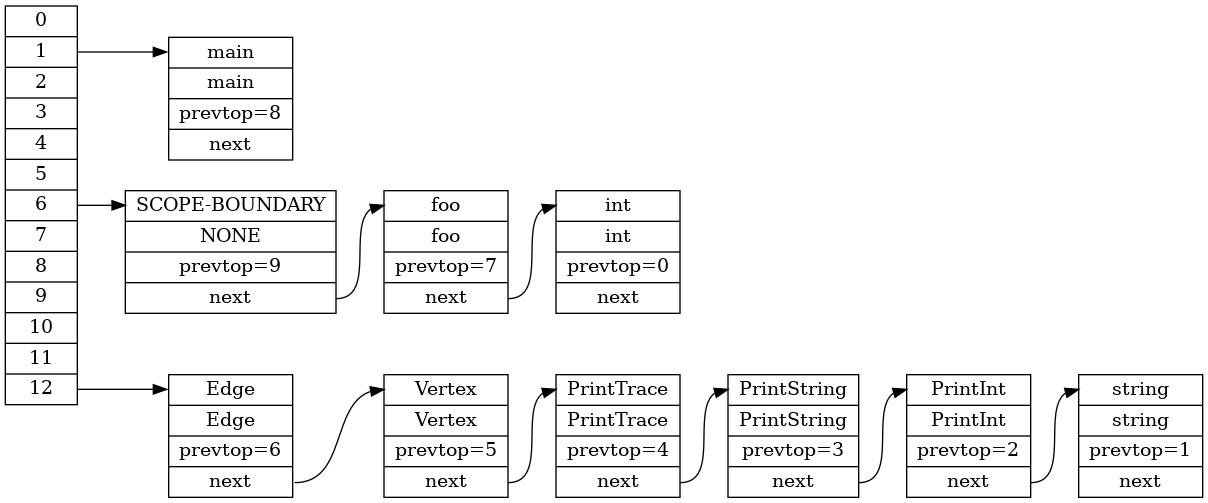 0
1
2
3
4
5
6
7
8
9
10
11
12
main
main
prevtop=8
next
SCOPE-BOUNDARY
NONE
prevtop=9
next
foo
foo
prevtop=7
next
int
int
prevtop=0
next
Edge
Edge
prevtop=6
next
Vertex
Vertex
prevtop=5
next
PrintTrace
PrintTrace
prevtop=4
next
PrintString
PrintString
prevtop=3
next
PrintInt
PrintInt
prevtop=2
next
string
string
prevtop=1
next